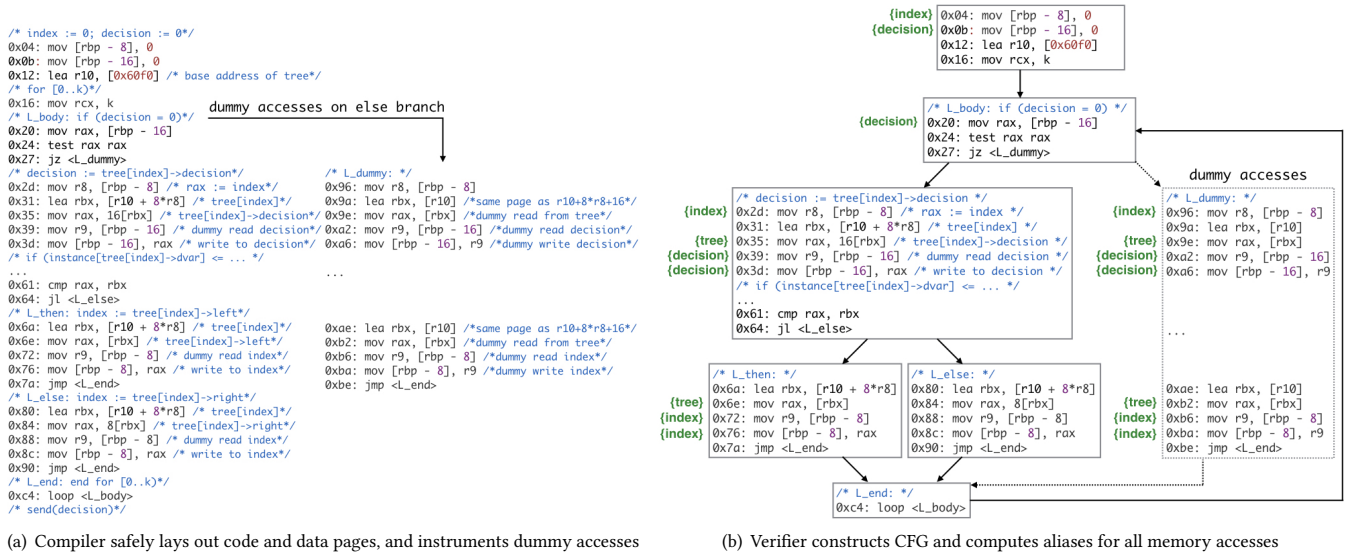 /* index := 0; decision := 0*/
0x04: mov [rbp - 8], 0
0x0b: mov [rbp - 16], 0
0x12: lea r10, [0x60f0] /* base address of tree*/
/* for [0..k)*/
0x16: mov rcx, k
/* L_body: if (decision = 0)*/
0x20: mov rax, [rbp - 16]
0x24: test rax rax
0x27: jz <L_dummy>
/* decision := tree[index]->decision*/
0x2d: mov r8, [rbp - 8] /* rax := index*/
0x31: lea rbx, [r10 + 8*r8] /* tree[index]*/
0x35: mov rax, 16[rbx] /* tree[index]->decision*/
0x39: mov r9, [rbp - 16] /* dummy read decision*/
0x3d: mov [rbp - 16], rax /* write to decision*/
/* if (instance[tree[index]->dvar] <= ... */
...
0x61: cmp rax, rbx
0x64: jl <L_else>
/* L_then: index := tree[index]->left*/
0x6a: lea rbx, [r10 + 8*r8] /* tree[index]*/
0x6e: mov rax, [rbx] /* tree[index]->left*/
0x72: mov r9, [rbp - 8] /* dummy read index*/
0x76: mov [rbp - 8], rax /* write to index*/
0x7a: jmp <L_end>
/* L_else: index := tree[index]->right*/
0x80: lea rbx, [r10 + 8*r8] /* tree[index]*/
0x84: mov rax, 8[rbx] /* tree[index]->right*/
0x88: mov r9, [rbp - 8] /* dummy read index*/
0x8c: mov [rbp - 8], rax /* write to index*/
0x90: jmp <L_end>
/* L_end: end for [0..k)*/
0xc4: loop <L_body>
/* send(decision)*/
dummy accesses on else branch
/* L_dummy: */
0x96: mov r8, [rbp - 8]
0x9a: lea rbx, [r10] /*same page as r10+8*r8+16*/
0x9e: mov rax, [rbx] /*dummy read from tree*/
0xa2: mov r9, [rbp - 16] /*dummy read decision*/
0xa6: mov [rbp - 16], r9 /*dummy write decision*/
...
0xae: lea rbx, [r10] /*same page as r10+8*r8+16*/
0xb2: mov rax, [rbx] /*dummy read from tree*/
0xb6: mov r9, [rbp - 8] /*dummy read index*/
0xba: mov [rbp - 8], r9 /*dummy write index*/
0xbe: jmp <L_end>
(a) Compiler safely lays out code and data pages, and instruments dummy accesses
{index} 0x04: mov [rbp - 8], 0
{decision} 0x0b: mov [rbp - 16], 0
0x12: lea r10, [0x60f0]
0x16: mov rcx, k
/* L_body: if (decision = 0) */
{decision} 0x20: mov rax, [rbp - 16]
0x24: test rax rax
0x27: jz <L_dummy>
/* decision := tree[index]->decision */
{index} 0x2d: mov r8, [rbp - 8] /* rax := index */
0x31: lea rbx, [r10 + 8*r8] /* tree[index] */
{tree} 0x35: mov rax, 16[rbx] /* tree[index]->decision */
{decision} 0x39: mov r9, [rbp - 16] /* dummy read decision */
{decision} 0x3d: mov [rbp - 16], rax /* write to decision */
/* if (instance[tree[index]->dvar] <= ... */
...
0x61: cmp rax, rbx
0x64: jl <L_else>
/* L_then: */
0x6a: lea rbx, [r10 + 8*r8]
{tree} 0x6e: mov rax, [rbx]
{index} 0x72: mov r9, [rbp - 8]
{index} 0x76: mov [rbp - 8], rax
0x7a: jmp <L_end>
/* L_else: */
0x80: lea rbx, [r10 + 8*r8]
0x84: mov rax, 8[rbx]
0x88: mov r9, [rbp - 8]
0x8c: mov [rbp - 8], rax
0x90: jmp <L_end>
dummy accesses
/* L_dummy: */
{index} 0x96: mov r8, [rbp - 8]
0x9a: lea rbx, [r10]
{tree} 0x9e: mov rax, [rbx]
{decision} 0xa2: mov r9, [rbp - 16]
{decision} 0xa6: mov [rbp - 16], r9
...
0xae: lea rbx, [r10]
{tree} 0xb2: mov rax, [rbx]
{index} 0xb6: mov r9, [rbp - 8]
{index} 0xba: mov [rbp - 8], r9
0xbe: jmp <L_end>
/* L_end: */
0xc4: loop <L_body>
(b) Verifier constructs CFG and computes aliases for all memory accesses